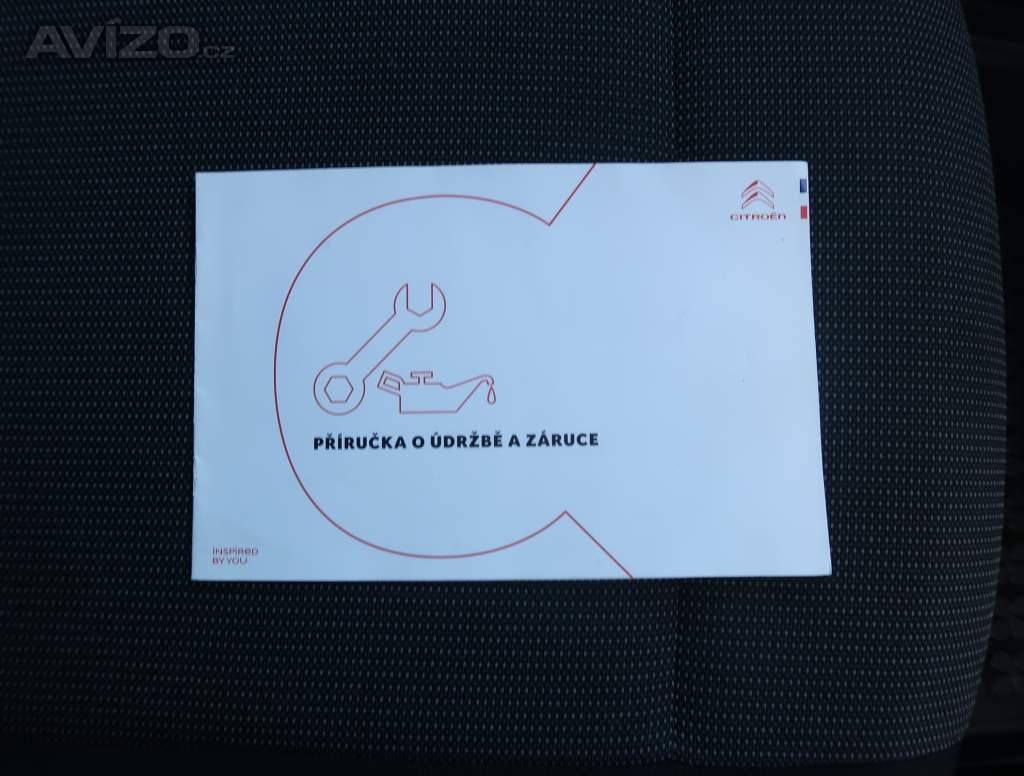 AVÍZO.cz
CITROËN
PŘÍRUČKA O ÚDRŽBĚ A ZÁRUCE
INSPIRED
BY YOU